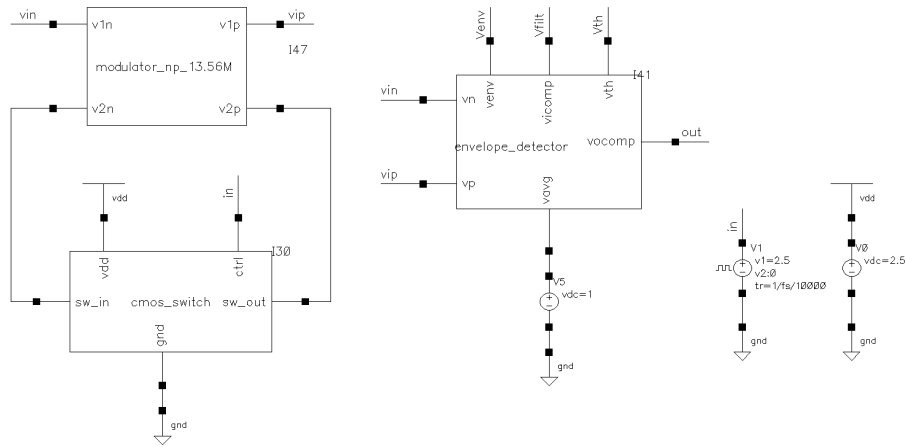 vin
vip
v1n
v1p
I47
modulator_np_13.56M
v2n
v2p
vdd
in
I30
vdd
ctrl
sw_in
cmos_switch
sw_out
gnd
gnd
Venv
Vfilt
Vth
I41
venv
vicomp
vth
vin
vn
envelope_detector
vocomp
out
vip
vp
vavg
V5
vdc=1
gnd
in
V1
v1=2.5
v2:0
tr=1/fs/10000
gnd
vdd
V0
vdc=2.5
gnd